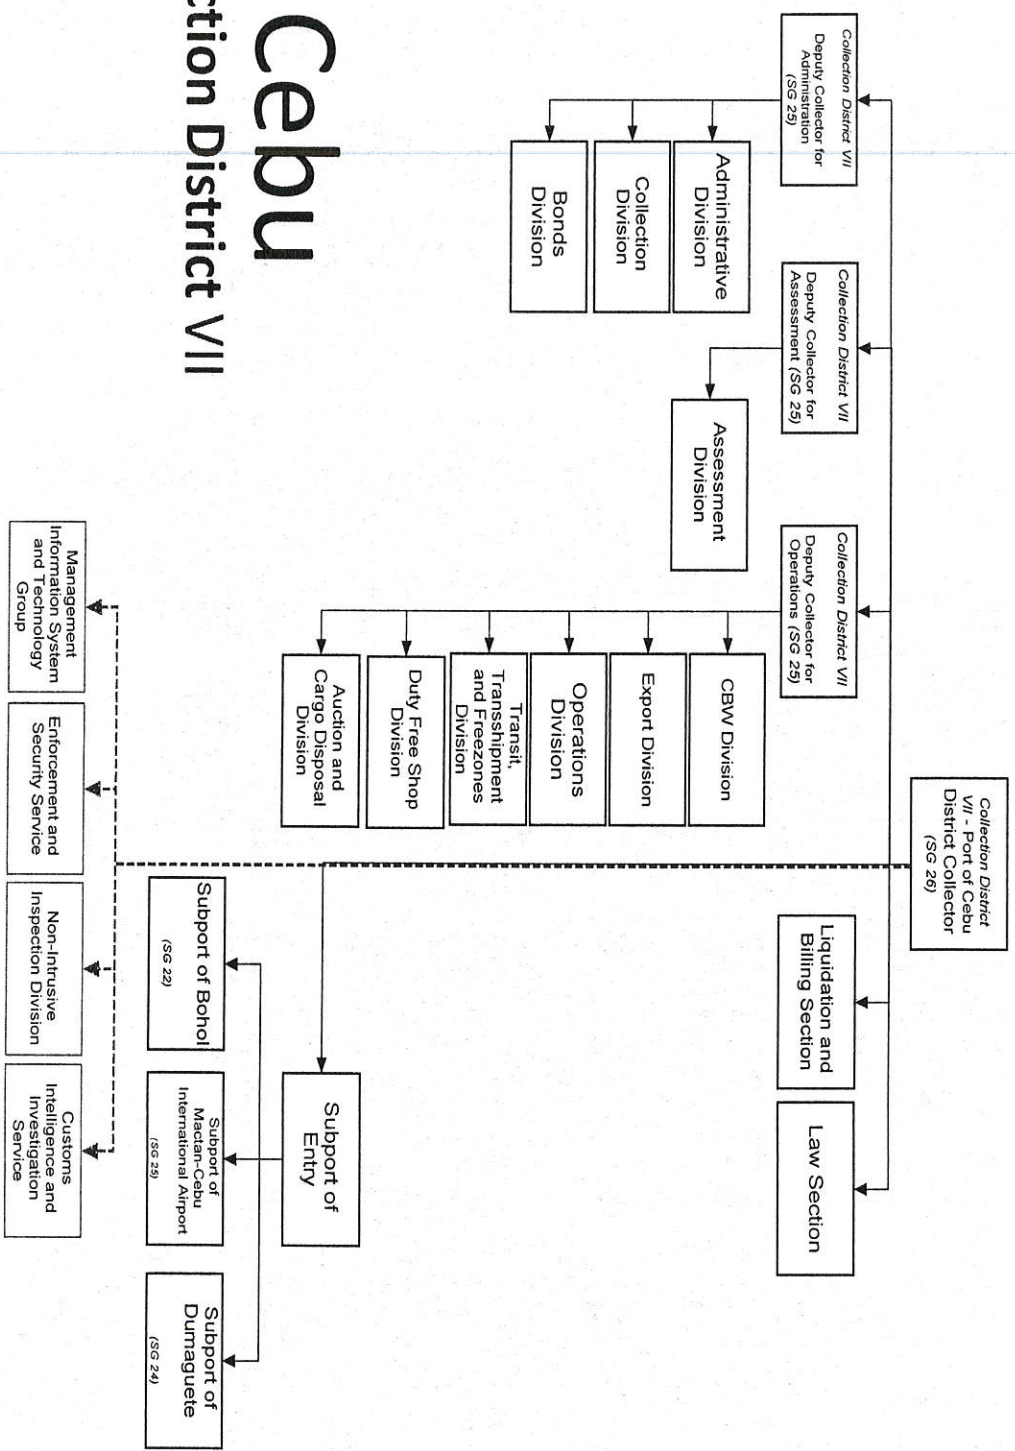 Cebu
ction District VII
Collection District
VII - Port of Cebu
District Collector
(SG 26)
Collection District VII
Deputy Collector for
Administration
(SG 25)
Collection District VII
Deputy Collector for
Assessment (SG 25)
Collection District VII
Deputy Collector for
Operations (SG 25)
Liquidation and
Billing Section
Law Section
Administrative
Division
Collection
Division
Bonds
Division
Assessment
Division
CBW Division
Export Division
Operations
Division
Transit,
Transshipment
and Freezones
Division
Duty Free Shop
Division
Auction and
Cargo Disposal
Division
Subport of
Entry
Subport of Bohol
(SG 22)
Subport of
Mactan-Cebu
International Airport
(SG 25)
Subport of
Dumaguete
(SG 24)
Management
Information System
and Technology
Group
Enforcement and
Security Service
Non-Intrusive
Inspection Division
Customs
Intelligence and
Investigation
Service